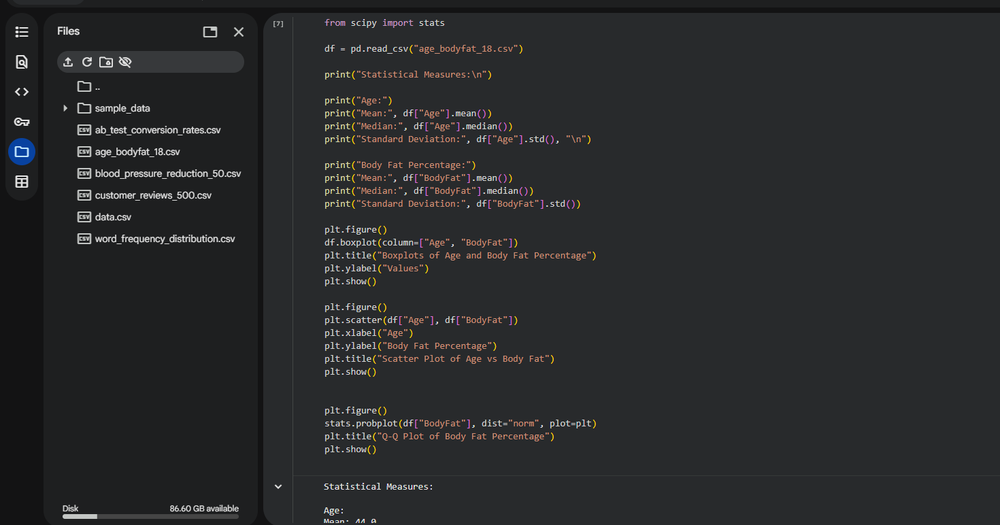 Files
..
sample_data
ab_test_conversion_rates.csv
age_bodyfat_18.csv
blood_pressure_reduction_50.csv
customer_reviews_500.csv
data.csv
word_frequency_distribution.csv
Disk
86.60 GB available
[7]
from scipy import stats
df = pd.read_csv("age_bodyfat_18.csv")
print("Statistical Measures:\n")
print("Age:")
print("Mean:", df["Age"].mean())
print("Median:", df["Age"].median())
print("Standard Deviation:", df["Age"].std(), "\n")
print("Body Fat Percentage:")
print("Mean:", df["BodyFat"].mean())
print("Median:", df["BodyFat"].median())
print("Standard Deviation:", df["BodyFat"].std())
plt.figure()
df.boxplot(column=["Age", "BodyFat"])
plt.title("Boxplots of Age and Body Fat Percentage")
plt.ylabel("Values")
plt.show()
plt.figure()
plt.scatter(df["Age"], df["BodyFat"])
plt.xlabel("Age")
plt.ylabel("Body Fat Percentage")
plt.title("Scatter Plot of Age vs Body Fat")
plt.show()
plt.figure()
stats.probplot(df["BodyFat"], dist="norm", plot=plt)
plt.title("Q-Q Plot of Body Fat Percentage")
plt.show()
Statistical Measures:
Age:
Mean: 44.0